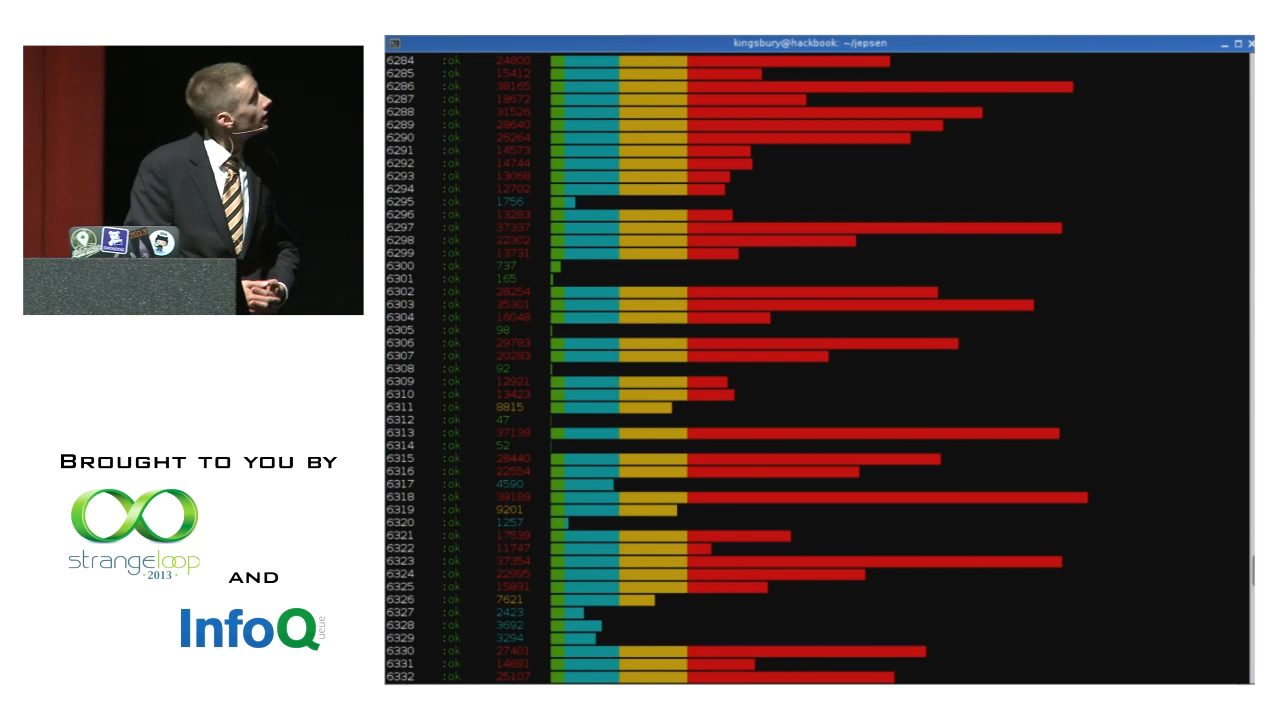 kingsbury@hackbook: ~/jepsen
6284 :ok 24800
6285 :ok 15412
6286 :ok 38165
6287 :ok 18672
6288 :ok 31526
6289 :ok 28640
6290 :ok 26264
6291 :ok 14573
6292 :ok 14744
6293 :ok 13068
6294 :ok 12702
6295 :ok 1756
6296 :ok 13283
6297 :ok 37337
6298 :ok 22302
6299 :ok 13731
6300 :ok 737
6301 :ok 165
6302 :ok 28254
6303 :ok 35301
6304 :ok 16048
6305 :ok 98
6306 :ok 29783
6307 :ok 20283
6308 :ok 92
6309 :ok 12921
6310 :ok 13423
6311 :ok 8815
6312 :ok 47
6313 :ok 37139
6314 :ok 52
6315 :ok 28440
6316 :ok 22554
6317 :ok 4590
6318 :ok 39189
6319 :ok 9201
6320 :ok 1257
6321 :ok 17539
6322 :ok 11747
6323 :ok 37354
6324 :ok 22995
6325 :ok 15831
6326 :ok 7621
6327 :ok 2423
6328 :ok 3692
6329 :ok 3294
6330 :ok 27401
6331 :ok 14891
6332 :ok 25107
DATADOG
2013
BROUGHT TO YOU BY
strangeloop
·2013·
AND
InfoQ
ueue